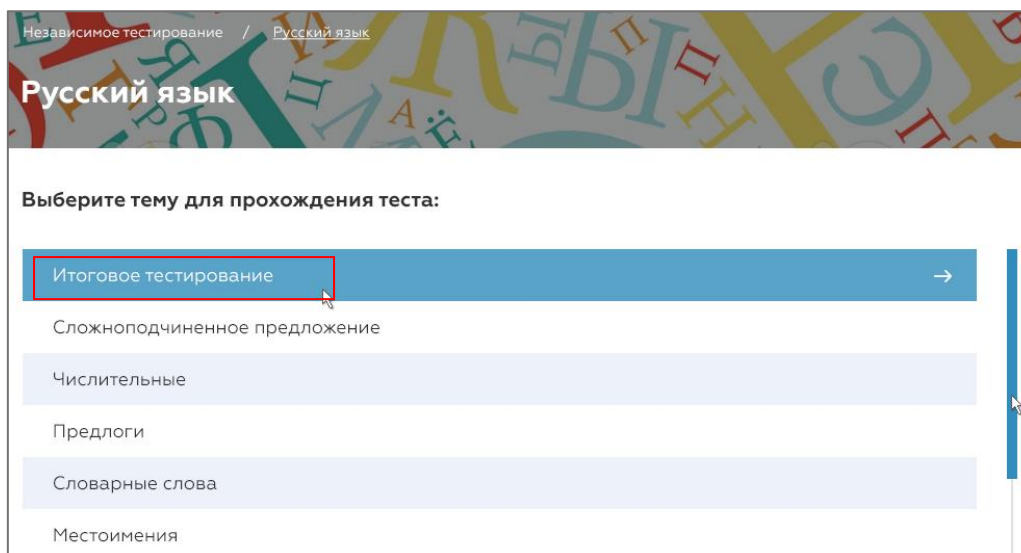 Независимое тестирование / Русский язык
Русский язык
Выберите тему для прохождения теста:
Итоговое тестирование →
Сложноподчиненное предложение
Числительные
Предлоги
Словарные слова
Местоимения